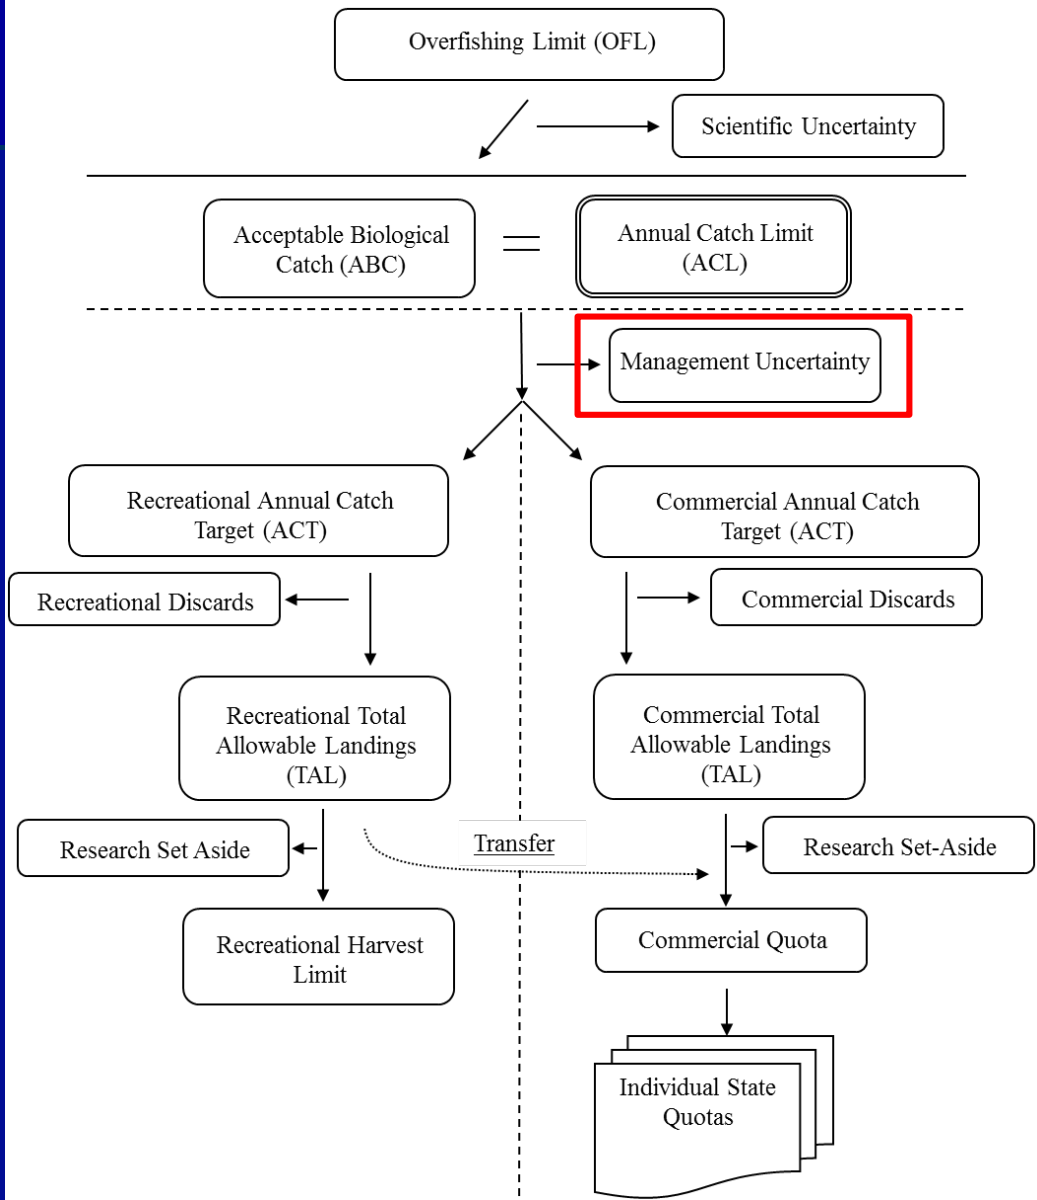 Overfishing Limit (OFL)
Scientific Uncertainty
Acceptable Biological
Catch (ABC)
=
Annual Catch Limit
(ACL)
Management Uncertainty
Recreational Annual Catch
Target (ACT)
Commercial Annual Catch
Target (ACT)
Recreational Discards
Commercial Discards
Recreational Total
Allowable Landings
(TAL)
Commercial Total
Allowable Landings
(TAL)
Transfer
Research Set Aside
Research Set-Aside
Recreational Harvest
Limit
Commercial Quota
Individual State
Quotas